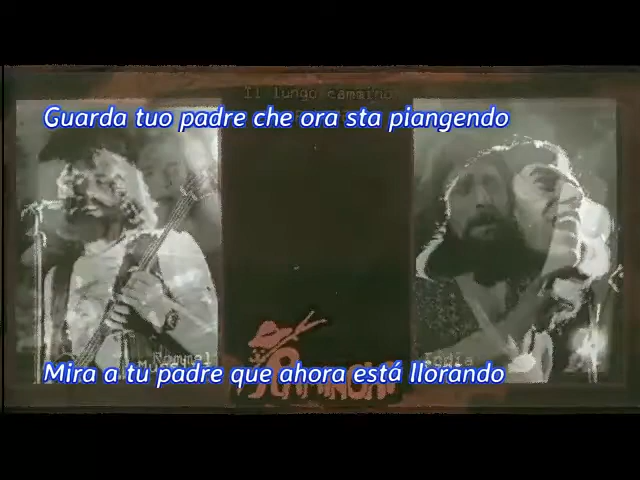 Il lungo cammino
Guarda tuo padre che ora sta piangendo
Mira a tu padre que ahora está llorando